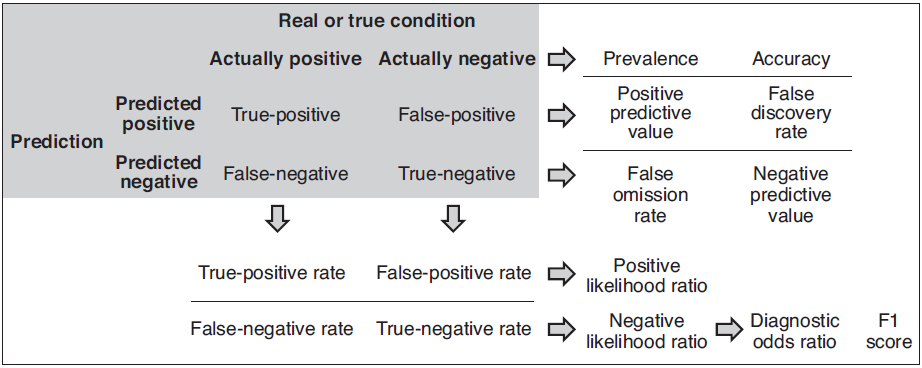 Real or true condition
Actually positive Actually negative Prevalence Accuracy
Predicted positive True-positive False-positive Positive predictive value False discovery rate
Prediction
Predicted negative False-negative True-negative False omission rate Negative predictive value
True-positive rate False-positive rate Positive likelihood ratio
False-negative rate True-negative rate Negative likelihood ratio Diagnostic odds ratio F1 score